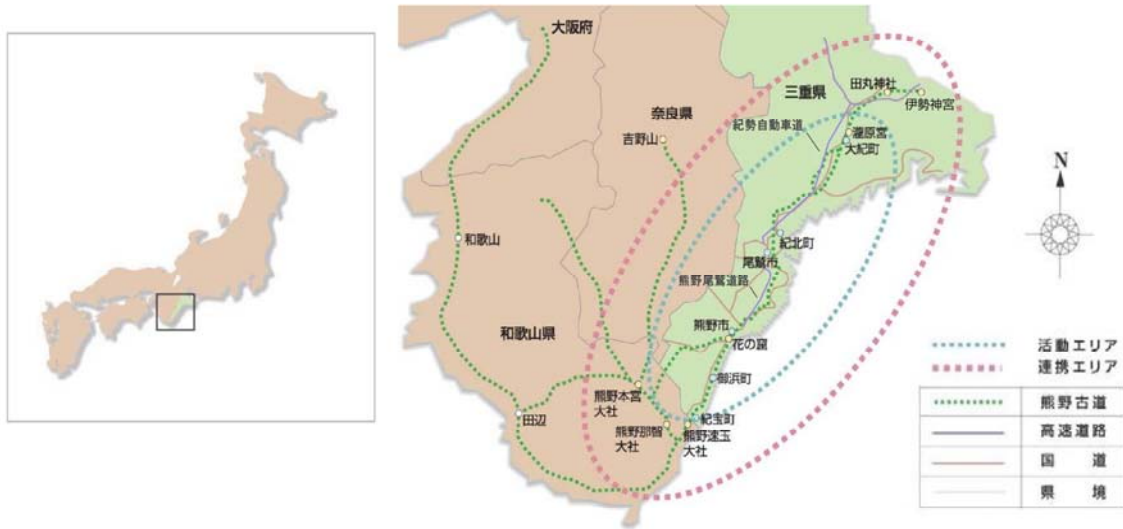 大阪府
奈良県
吉野山
三重県
田丸神社
伊勢神宮
紀勢自動車道
瀧原宮
大紀町
和歌山
紀北町
尾鷲市
熊野尾鷲道路
和歌山県
熊野市
花の窟
御浜町
熊野本宮
大社
田辺
紀宝町
熊野那智
大社
熊野速玉
大社
N
活動エリア
連携エリア
熊野古道
高速道路
国道
県境